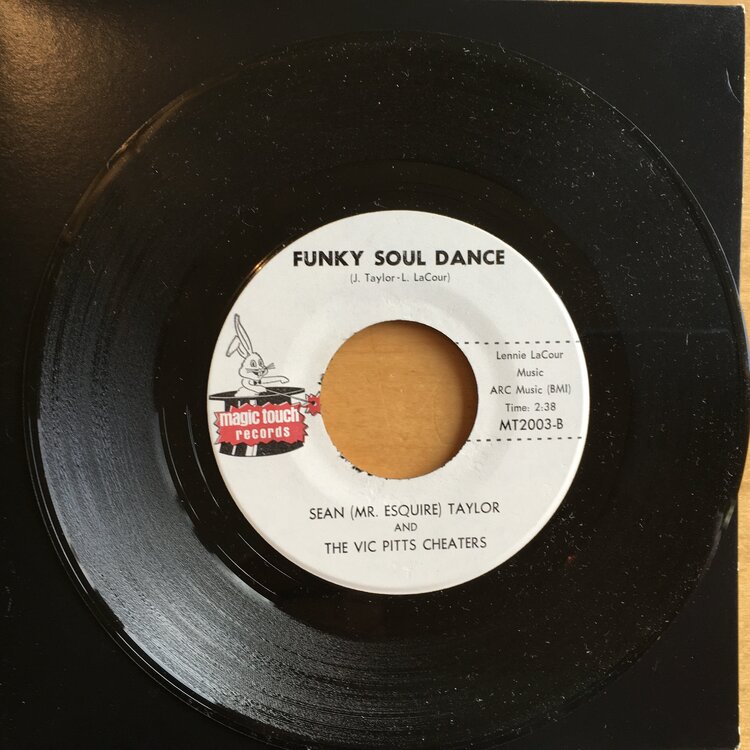 FUNKY SOUL DANCE
(J. Taylor-L. LaCour)
Lennie LaCour
Music
ARC Music (BMI)
Time: 2:38
MT2003-B
magic touch
records
SEAN (MR. ESQUIRE) TAYLOR
AND
THE VIC PITTS CHEATERS